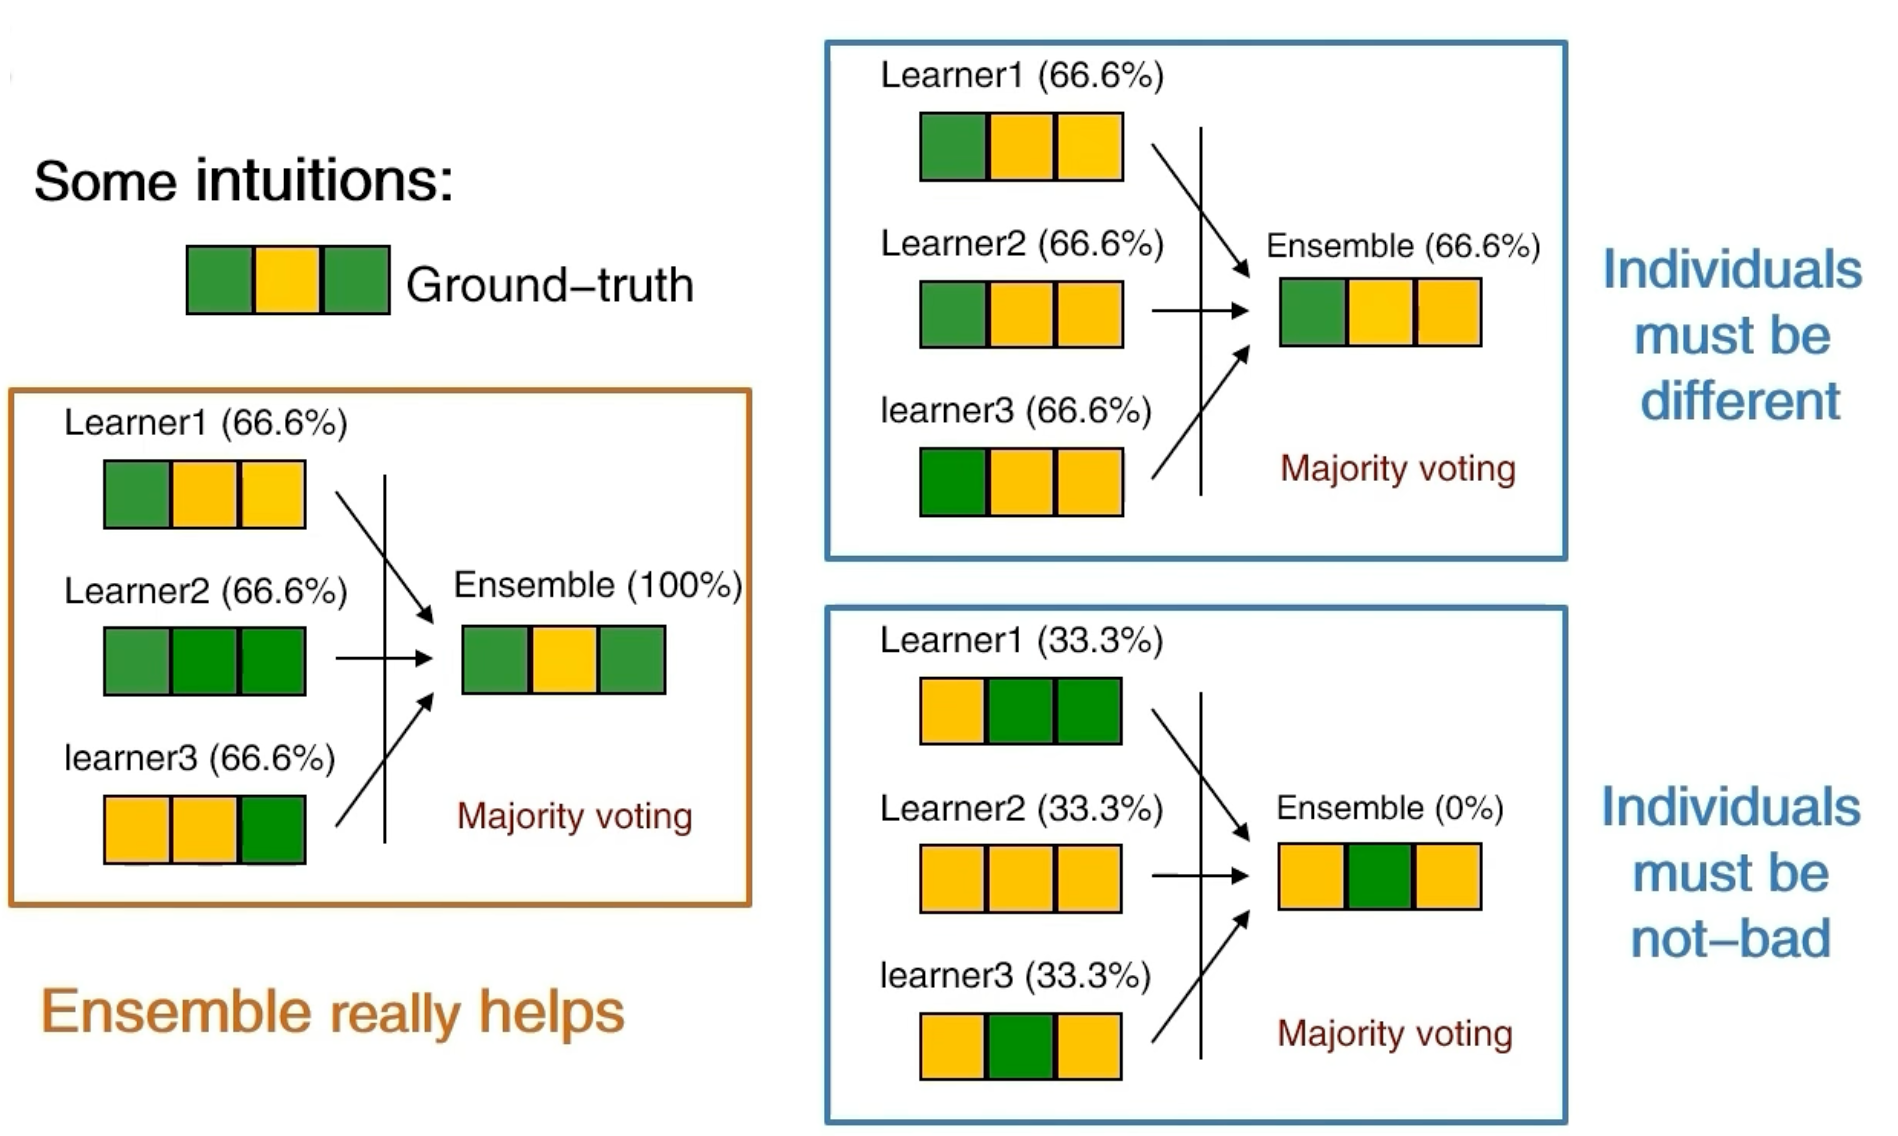 Some intuitions:
Ground–truth
Learner1 (66.6%)
Learner2 (66.6%)
learner3 (66.6%)
Ensemble (100%)
Majority voting
Ensemble really helps
Learner1 (66.6%)
Learner2 (66.6%)
learner3 (66.6%)
Ensemble (66.6%)
Majority voting
Individuals
must be
different
Learner1 (33.3%)
Learner2 (33.3%)
learner3 (33.3%)
Ensemble (0%)
Majority voting
Individuals
must be
not–bad